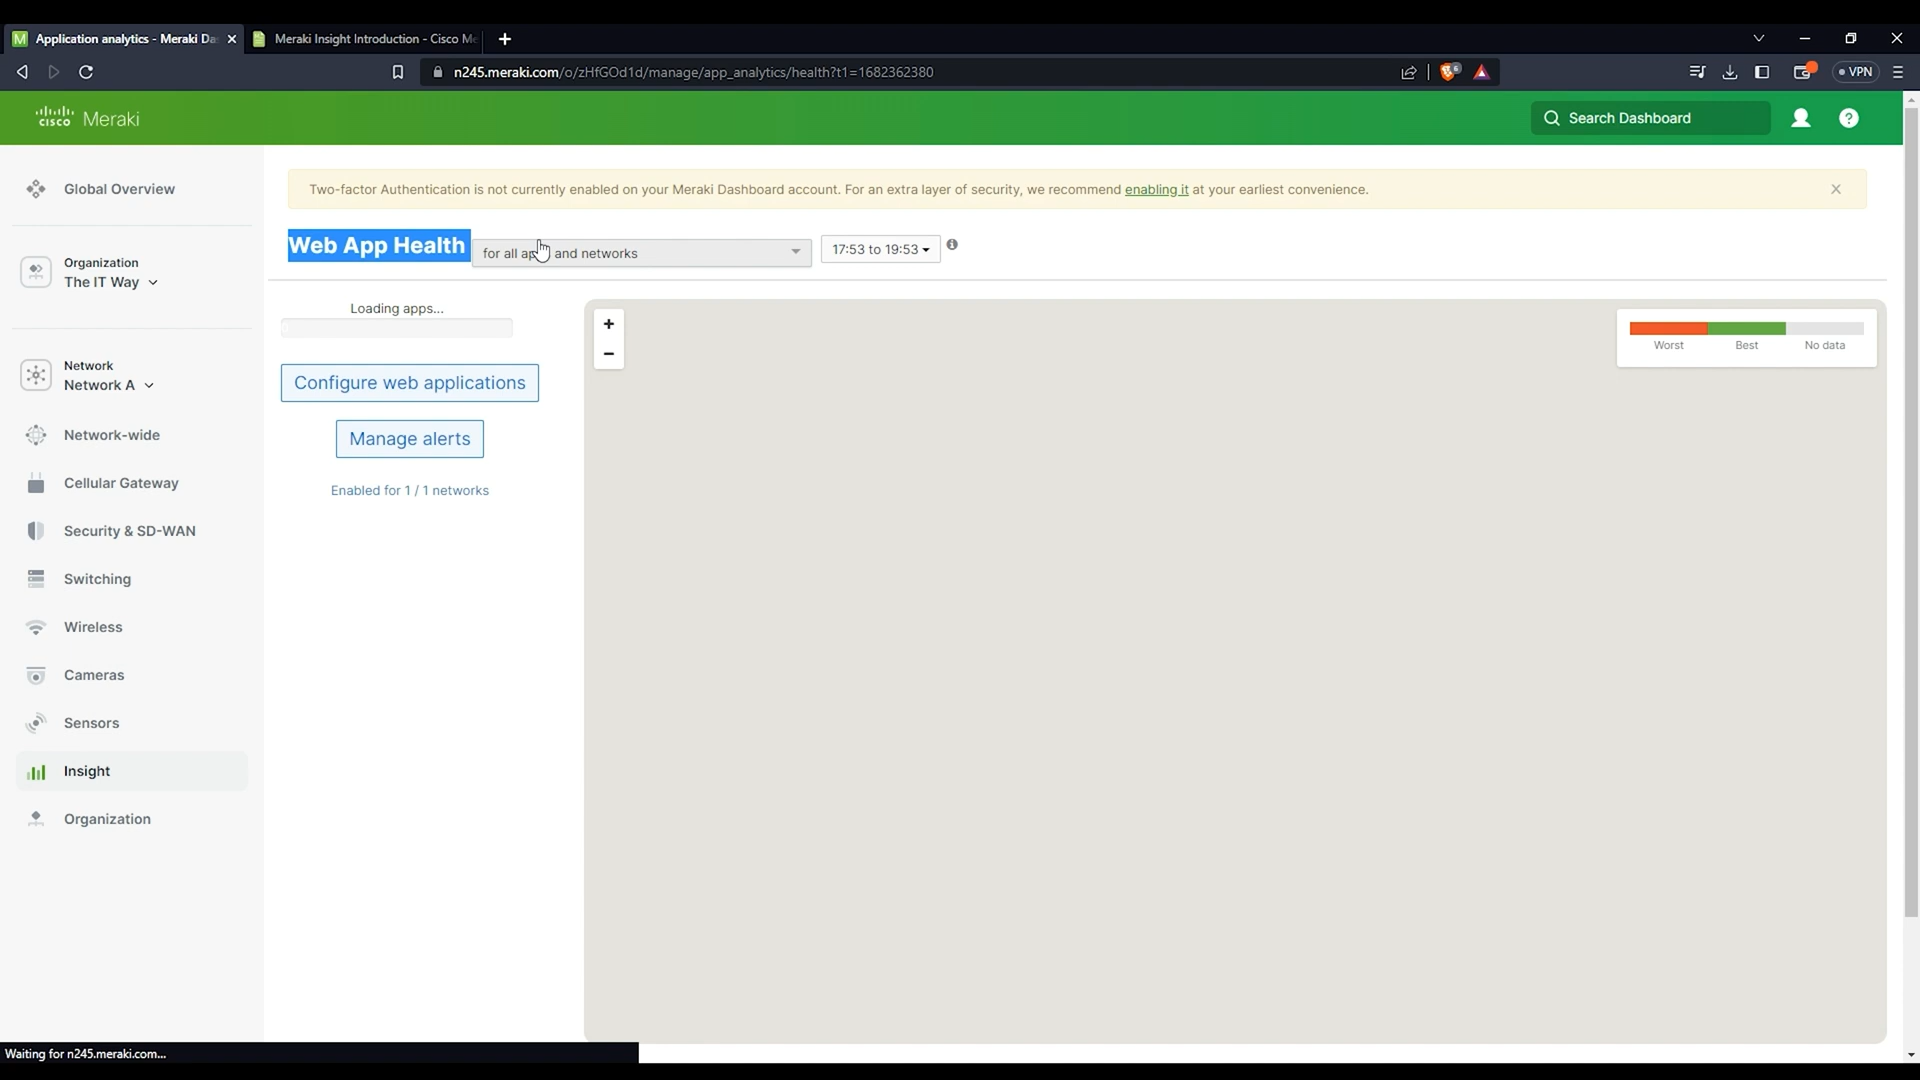 Application analytics - Meraki Da
Meraki Insight Introduction - Cisco Me
n245.meraki.com/o/zHfGOd1d/manage/app_analytics/health?t1=1682362380
6
VPN
CISCO Meraki
Search Dashboard
?
Global Overview
Two-factor Authentication is not currently enabled on your Meraki Dashboard account. For an extra layer of security, we recommend enabling it at your earliest convenience.
Organization
The IT Way
Web App Health
for all and networks
17:53 to 19:53
Loading apps...
Worst
Best
No data
Network
Network A
Configure web applications
Manage alerts
Enabled for 1 / 1 networks
Network-wide
Cellular Gateway
Security & SD-WAN
Switching
Wireless
Cameras
Sensors
Insight
Organization
Waiting for n245.meraki.com...